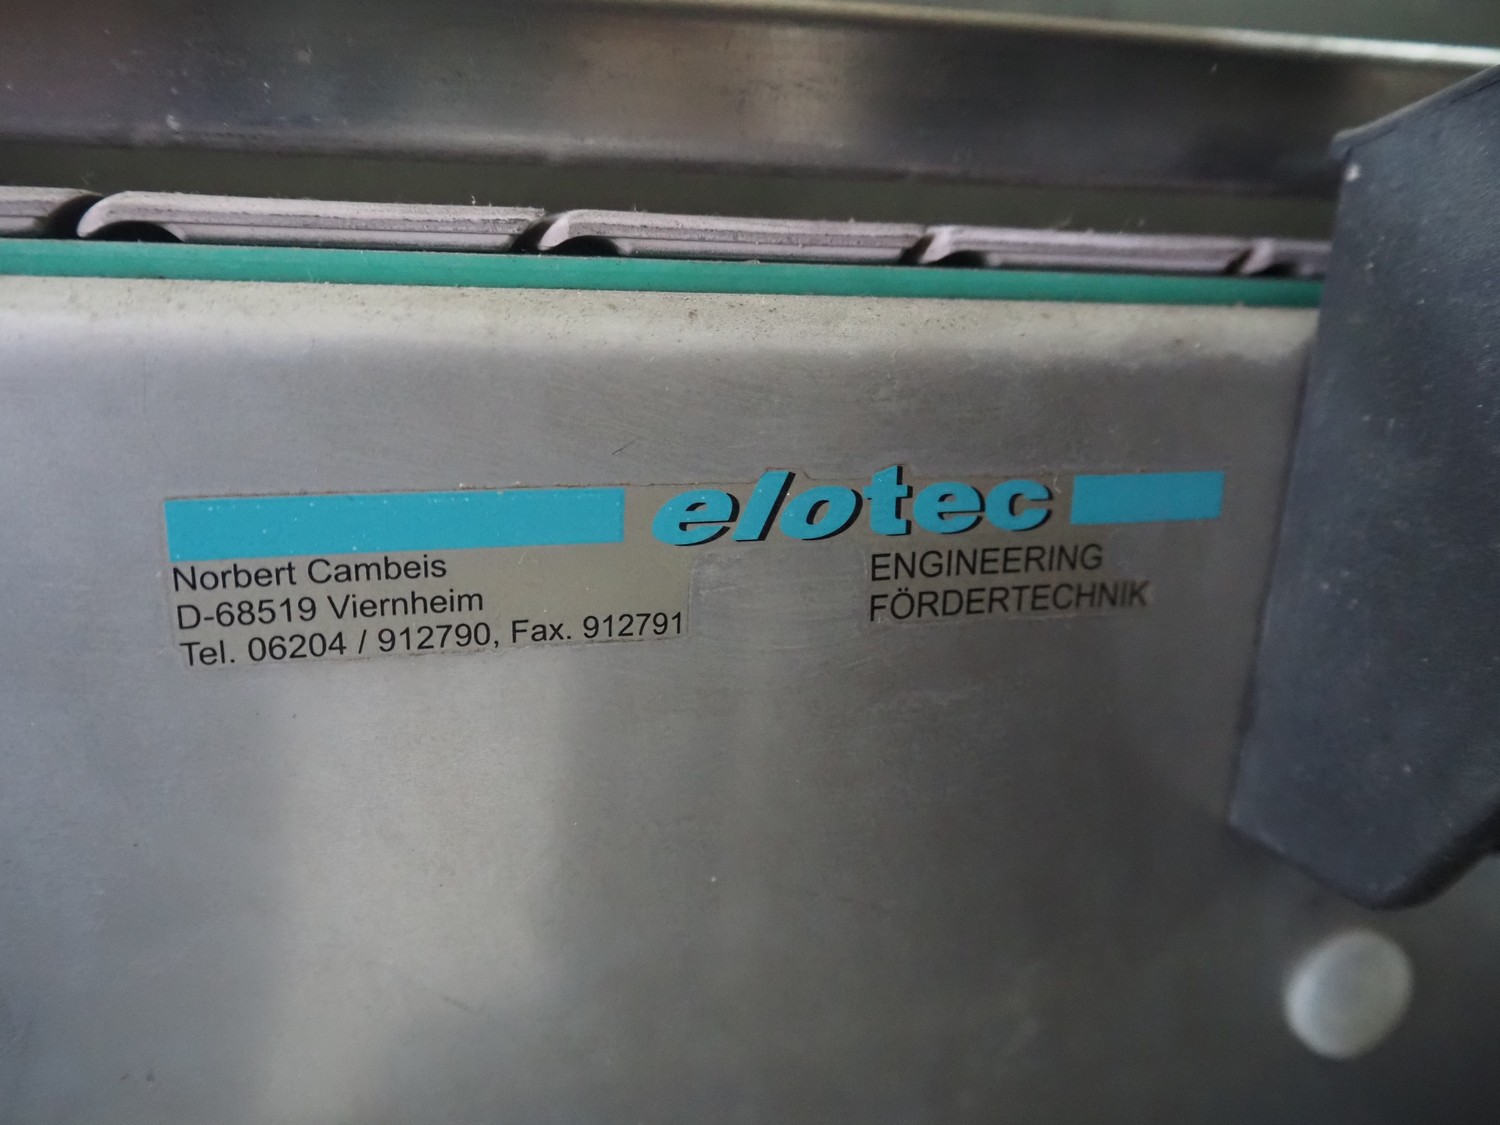 elotec
Norbert Cambeis
D-68519 Viernheim
Tel. 06204 / 912790, Fax. 912791
ENGINEERING
FÖRDERTECHNIK